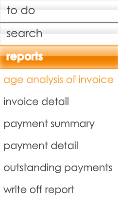 to do
search
reports
age analysis of invoice
invoice detail
payment summary
payment detail
outstanding payments
write off report